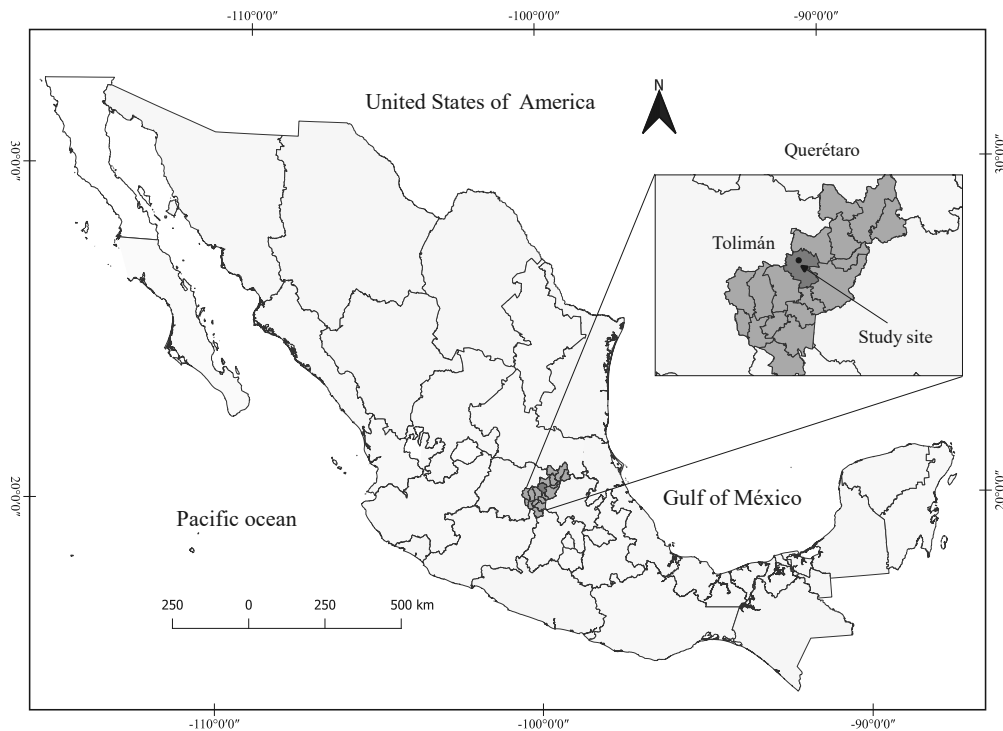 -110°0′0″ -100°0′0″ -90°0′0″
United States of America
N
Querétaro
30°0′0″
30°0′0″
Tolimán
Study site
20°0′0″
20°0′0″
Pacific ocean
Gulf of México
250 0 250 500 km
-110°0′0″ -100°0′0″ -90°0′0″